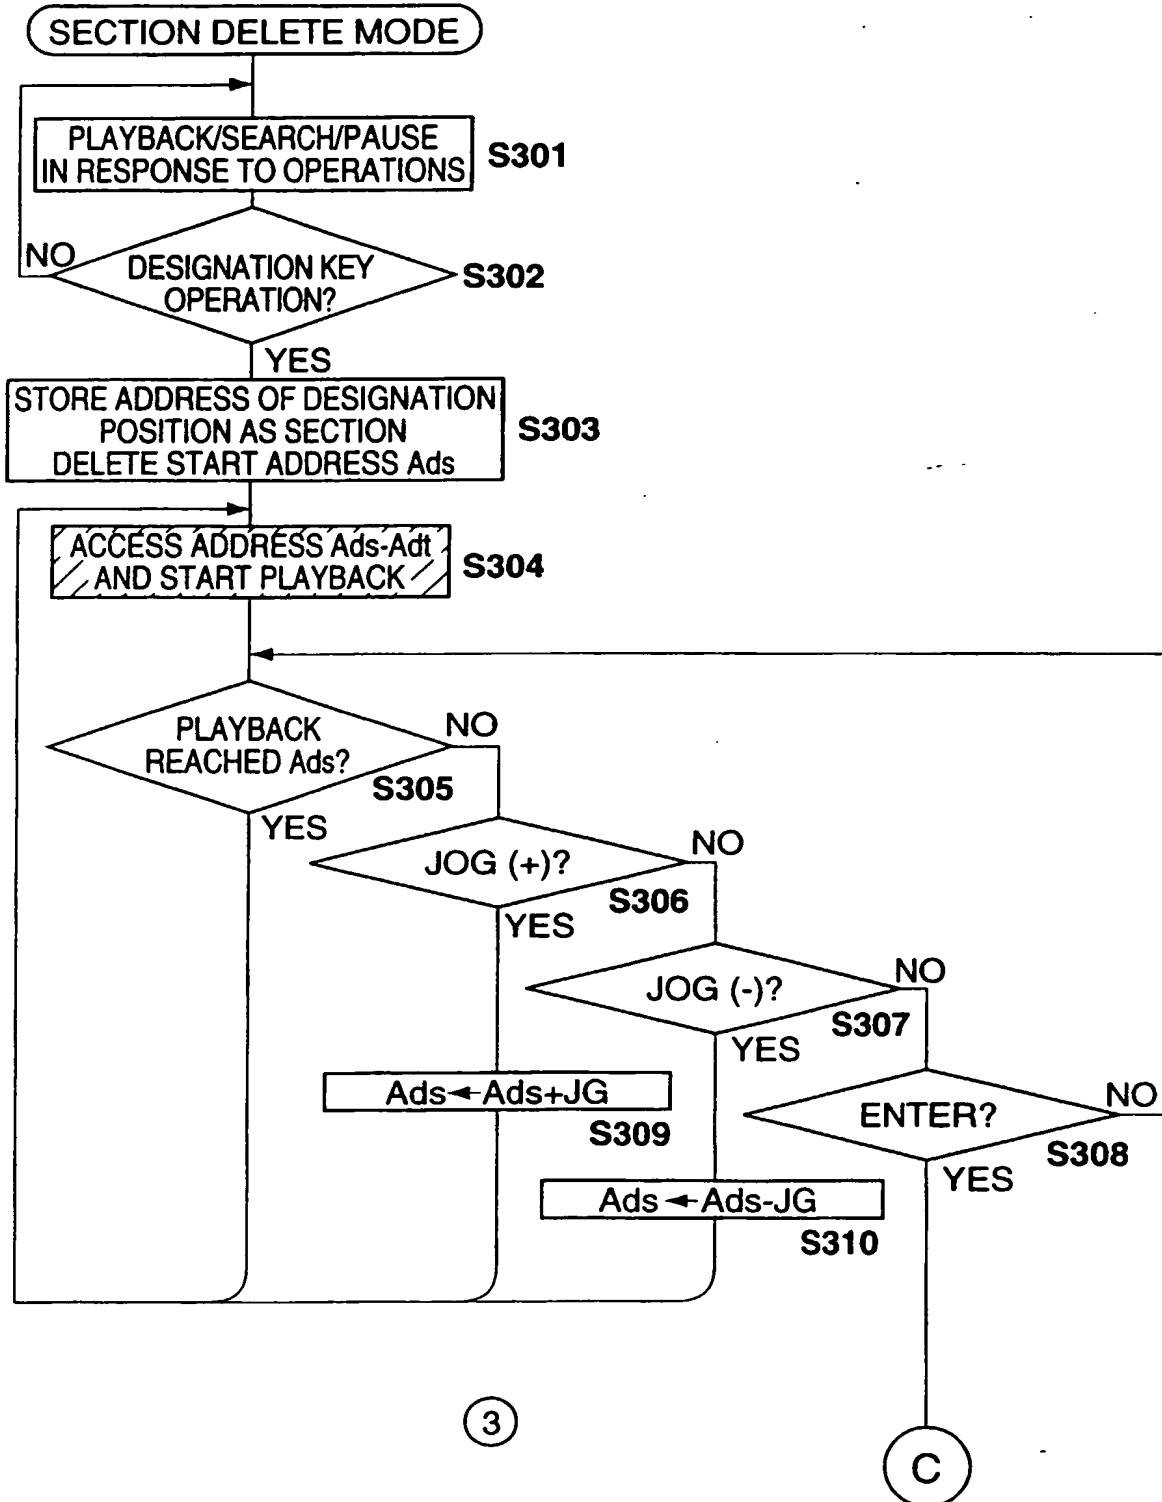 SECTION DELETE MODE
PLAYBACK/SEARCH/PAUSE
IN RESPONSE TO OPERATIONS
S301
NO
DESIGNATION KEY
OPERATION?
S302
YES
STORE ADDRESS OF DESIGNATION
POSITION AS SECTION
DELETE START ADDRESS Ads
S303
ACCESS ADDRESS Ads-Adt
AND START PLAYBACK
S304
PLAYBACK
REACHED Ads?
NO
S305
YES
JOG (+)?
NO
S306
YES
JOG (-)?
NO
S307
YES
Ads←Ads+JG
S309
ENTER?
NO
S308
YES
Ads←Ads-JG
S310
3
C